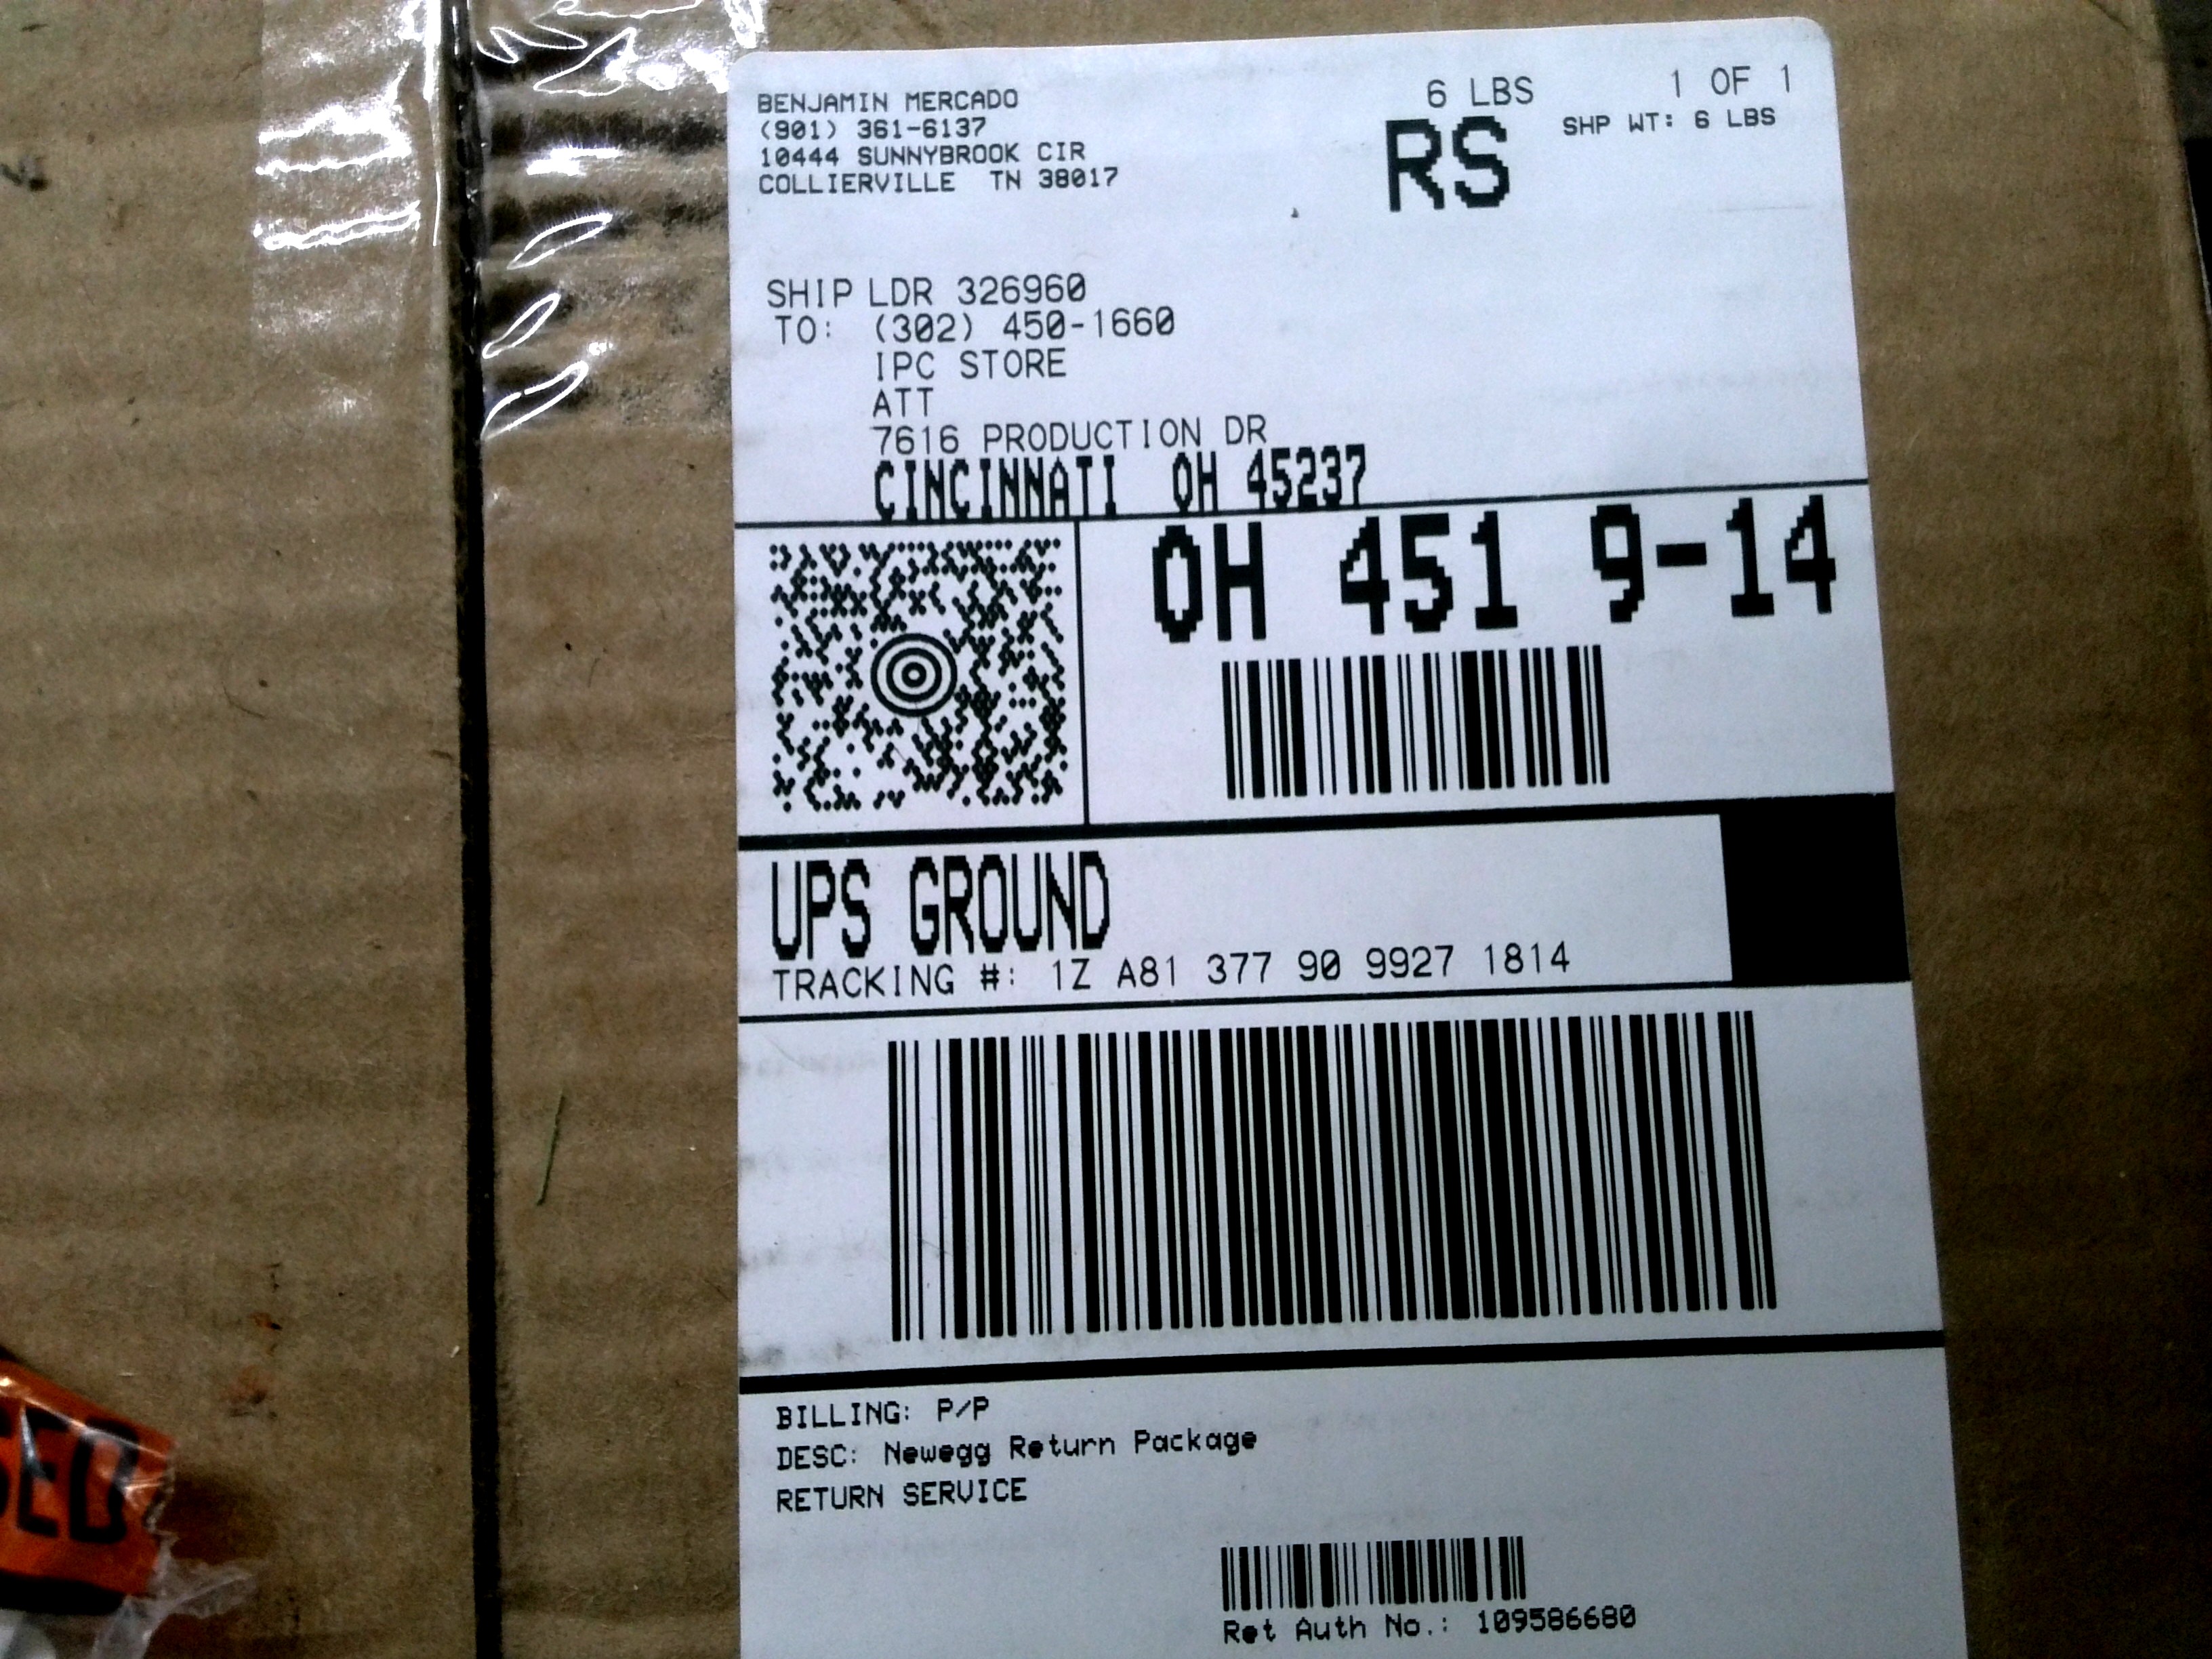 BENJAMIN MERCADO
(901) 361-6137
10444 SUNNYBROOK CIR
COLLIERVILLE TN 38017
6 LBS
1 OF 1
RS
SHP WT: 6 LBS
SHIP LDR 326960
TO: (302) 450-1660
IPC STORE
ATT
7616 PRODUCTION DR
CINCINNATI OH 45237
OH 451 9-14
UPS GROUND
TRACKING #: 1Z A81 377 90 9927 1814
BILLING: P/P
DESC: Newegg Return Package
RETURN SERVICE
Ret Auth No.: 109586680